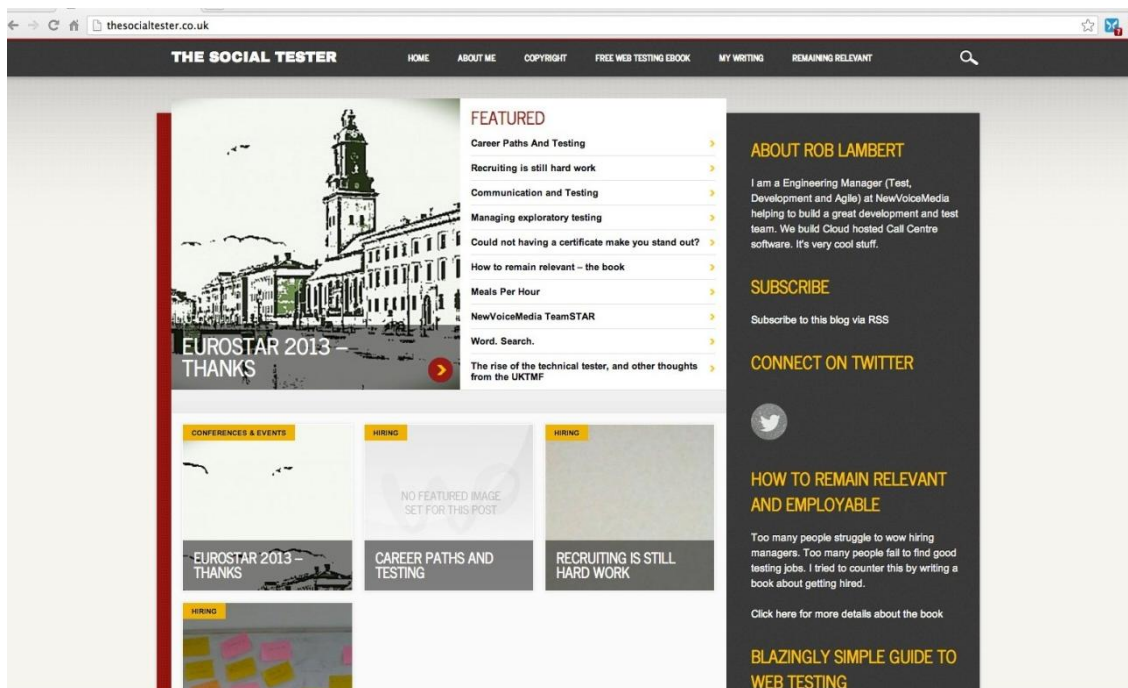 thesocialtester.co.uk
THE SOCIAL TESTER
HOME
ABOUT ME
COPYRIGHT
FREE WEB TESTING EBOOK
MY WRITING
REMAINING RELEVANT
EUROSTAR 2013 –
THANKS
FEATURED
Career Paths And Testing
Recruiting is still hard work
Communication and Testing
Managing exploratory testing
Could not having a certificate make you stand out?
How to remain relevant – the book
Meals Per Hour
NewVoiceMedia TeamSTAR
Word. Search.
The rise of the technical tester, and other thoughts
from the UKTMF
CONFERENCES & EVENTS
EUROSTAR 2013 –
THANKS
HIRING
NO FEATURED IMAGE
SET FOR THIS POST
CAREER PATHS AND
TESTING
HIRING
RECRUITING IS STILL
HARD WORK
HIRING
ABOUT ROB LAMBERT
I am a Engineering Manager (Test,
Development and Agile) at NewVoiceMedia
helping to build a great development and test
team. We build Cloud hosted Call Centre
software. It's very cool stuff.
SUBSCRIBE
Subscribe to this blog via RSS
CONNECT ON TWITTER
HOW TO REMAIN RELEVANT
AND EMPLOYABLE
Too many people struggle to wow hiring
managers. Too many people fail to find good
testing jobs. I tried to counter this by writing a
book about getting hired.
Click here for more details about the book
BLAZINGLY SIMPLE GUIDE TO
WEB TESTING